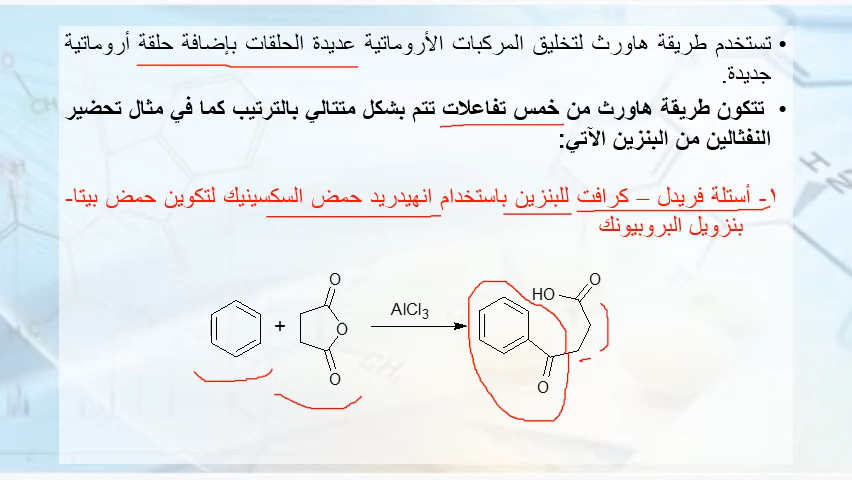 • تستخدم طريقة هاورث لتخليق المركبات الأروماتية عديدة الحلقات بإضافة حلقة أروماتية
جديدة.
• تتكون طريقة هاورث من خمس تفاعلات تتم بشكل متتالي بالترتيب كما في مثال تحضير
النفثالين من البنزين الآتي:
١- أستلة فريدل – كرافت للبنزين باستخدام انهيدريد حمض السكسينيك لتكوين حمض بيتا-
بنزويل البروبيونك
O
O
O
+
AlCl3
HO
O
O